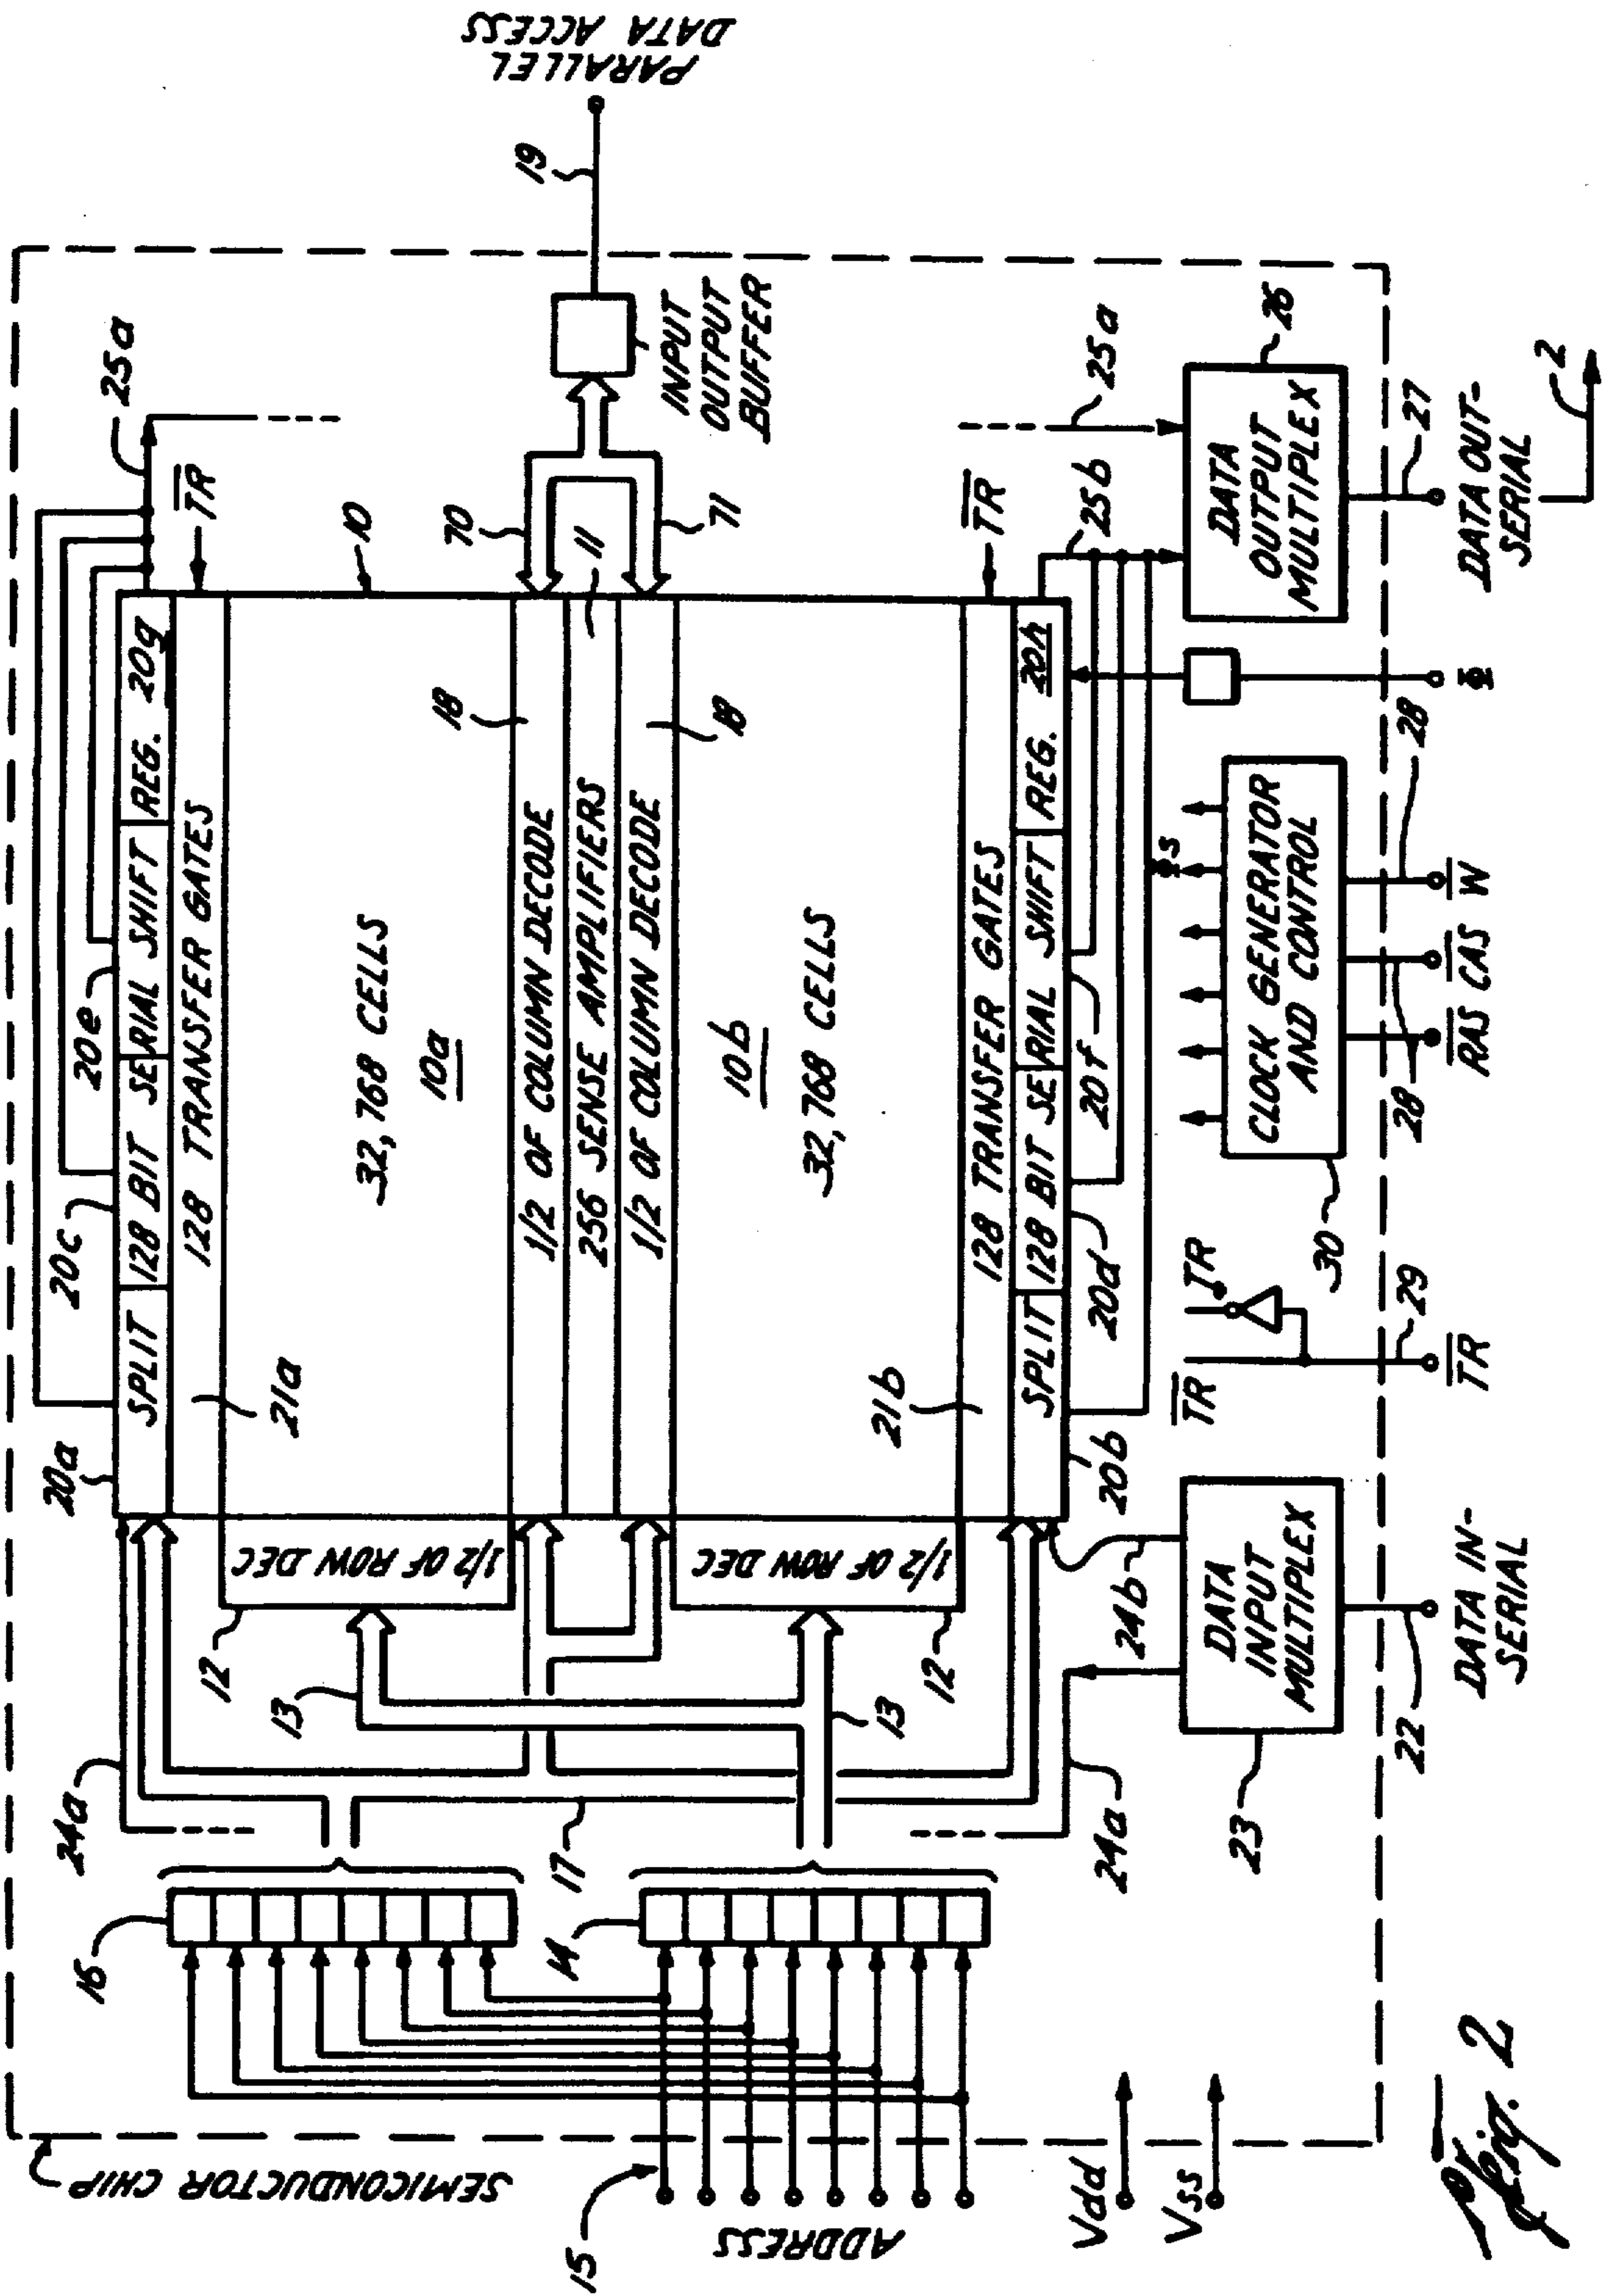 25a
20e
20c
20a
24a
TR
SPLIT
128 BIT SE
RIAL SHIFT
REG. 20g
128 TRANSFER GATES
21a
10
32,768 CELLS
10a
1/2 OF ROW DEC
12
13
16
SEMICONDUCTOR CHIP
70
18
1/2 OF COLUMN DECODE
256 SENSE AMPLIFIERS
11
1/2 OF COLUMN DECODE
18
71
INPUT
OUTPUT
BUFFER
19
PARALLEL
DATA ACCESS
17
14
15
ADDRESS
10b
32,768 CELLS
1/2 OF ROW DEC
12
13
21b
128 TRANSFER GATES
TR
SPLIT
128 BIT SE
RIAL SHIFT
REG. 20h
20b
20d
20f
25b
25a
24b
24a
Vdd
Vss
DATA
INPUT
MULTIPLEX
23
22
DATA IN-
SERIAL
TR
TR
29
TR
Φs
CLOCK GENERATOR
AND CONTROL
30
28
28
RAS CAS W
Φ
DATA
OUTPUT
MULTIPLEX
26
27
DATA OUT-
SERIAL
2
Fig. 2